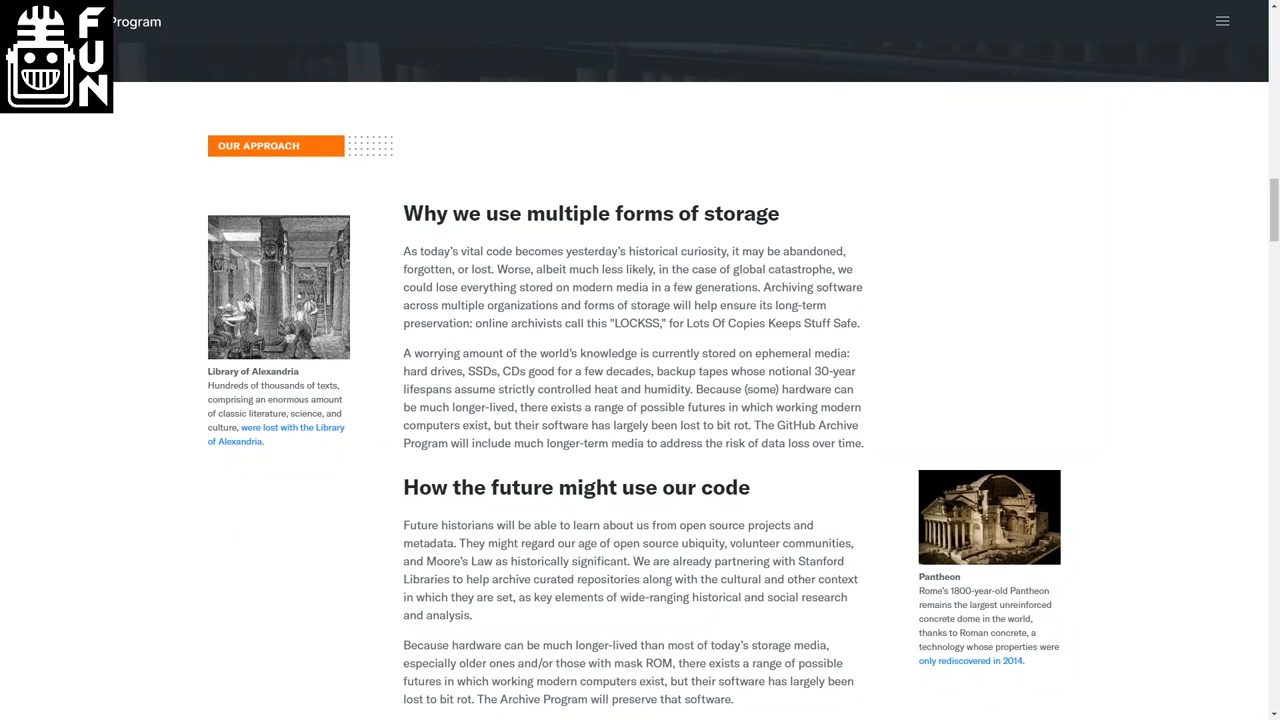 FUN
Program
OUR APPROACH
Why we use multiple forms of storage
As today’s vital code becomes yesterday’s historical curiosity, it may be abandoned,
forgotten, or lost. Worse, albeit much less likely, in the case of global catastrophe, we
could lose everything stored on modern media in a few generations. Archiving software
across multiple organizations and forms of storage will help ensure its long-term
preservation: online archivists call this "LOCKSS," for Lots Of Copies Keeps Stuff Safe.
A worrying amount of the world's knowledge is currently stored on ephemeral media:
hard drives, SSDs, CDs good for a few decades, backup tapes whose notional 30-year
lifespans assume strictly controlled heat and humidity. Because (some) hardware can
be much longer-lived, there exists a range of possible futures in which working modern
computers exist, but their software has largely been lost to bit rot. The GitHub Archive
Program will include much longer-term media to address the risk of data loss over time.
Library of Alexandria
Hundreds of thousands of texts,
comprising an enormous amount
of classic literature, science, and
culture, were lost with the Library
of Alexandria.
How the future might use our code
Future historians will be able to learn about us from open source projects and
metadata. They might regard our age of open source ubiquity, volunteer communities,
and Moore’s Law as historically significant. We are already partnering with Stanford
Libraries to help archive curated repositories along with the cultural and other context
in which they are set, as key elements of wide-ranging historical and social research
and analysis.
Because hardware can be much longer-lived than most of today’s storage media,
especially older ones and/or those with mask ROM, there exists a range of possible
futures in which working modern computers exist, but their software has largely been
lost to bit rot. The Archive Program will preserve that software.
Pantheon
Rome's 1800-year-old Pantheon
remains the largest unreinforced
concrete dome in the world,
thanks to Roman concrete, a
technology whose properties were
only rediscovered in 2014.